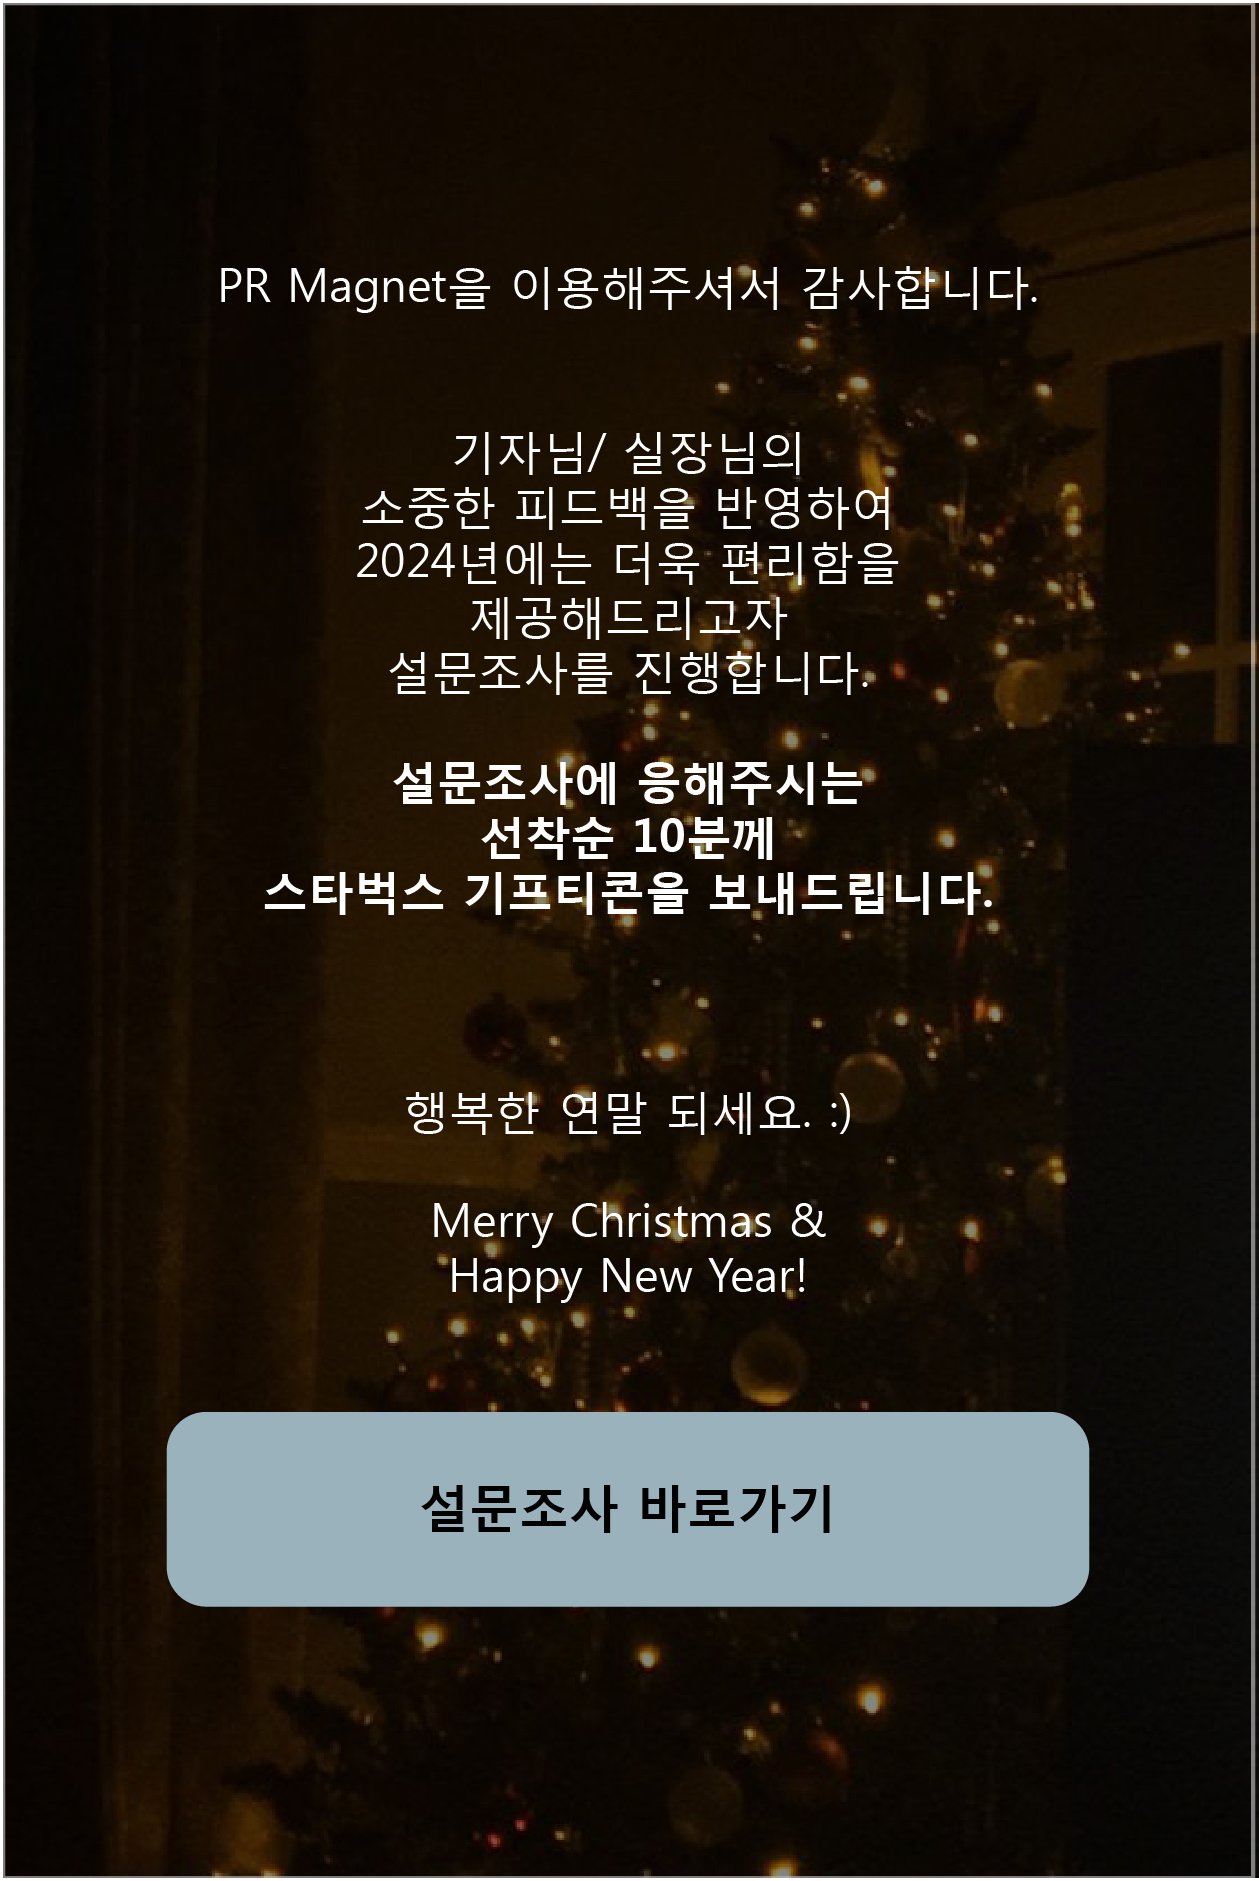 PR Magnet을 이용해주셔서 감사합니다.
기자님/ 실장님의
소중한 피드백을 반영하여
2024년에는 더욱 편리함을
제공해드리고자
설문조사를 진행합니다.
설문조사에 응해주시는
선착순 10분께
스타벅스 기프티콘을 보내드립니다.
행복한 연말 되세요. :)
Merry Christmas &
Happy New Year!
설문조사 바로가기